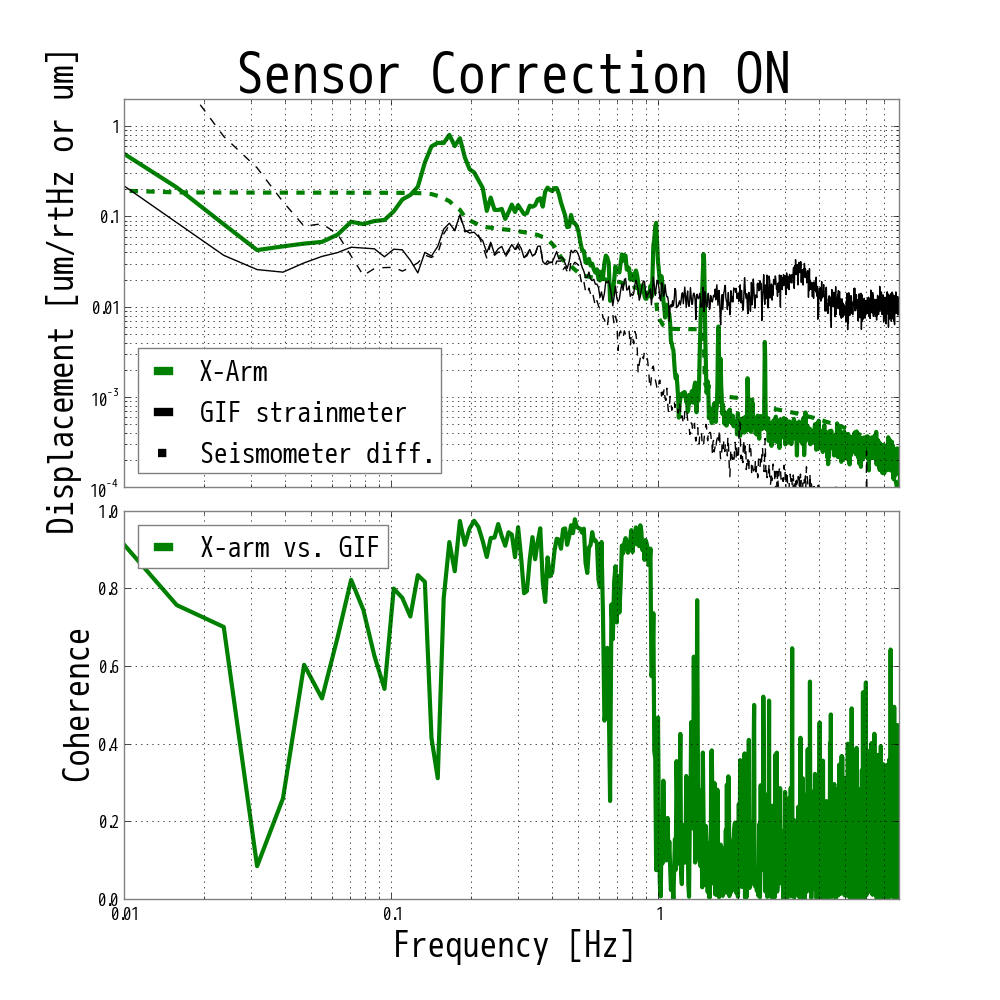 Sensor Correction ON
Displacement [um/rtHz or um]
1
0.1
0.01
10⁻³
10⁻⁴
X-Arm
GIF strainmeter
Seismometer diff.
Coherence
1.0
0.8
0.6
0.4
0.2
0.0
X-arm vs. GIF
0.01
0.1
1
Frequency [Hz]